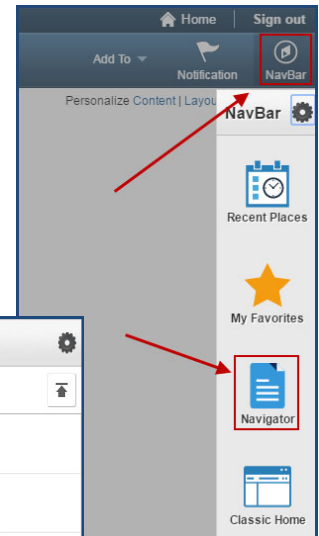 Home Sign out
Add To Notification NavBar
Personalize Content | Layou
NavBar
Recent Places
My Favorites
Navigator
Classic Home